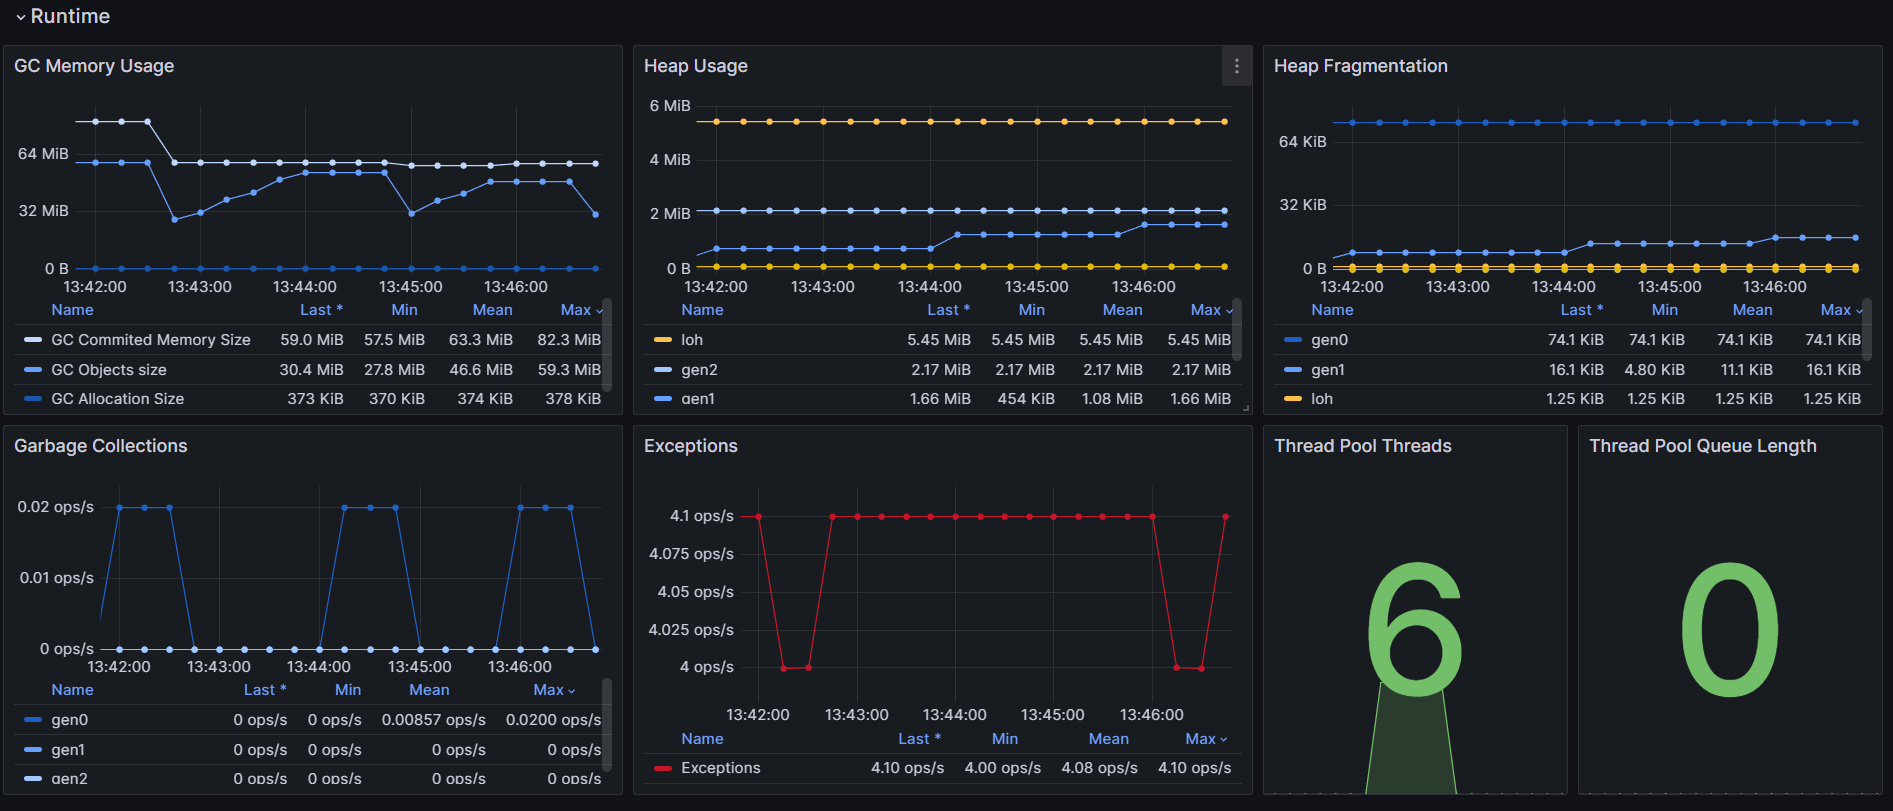 Runtime
GC Memory Usage
64 MiB
32 MiB
0 B
13:42:00 13:43:00 13:44:00 13:45:00 13:46:00
Name Last * Min Mean Max
GC Commited Memory Size 59.0 MiB 57.5 MiB 63.3 MiB 82.3 MiB
GC Objects size 30.4 MiB 27.8 MiB 46.6 MiB 59.3 MiB
GC Allocation Size 373 KiB 370 KiB 374 KiB 378 KiB
Heap Usage
6 MiB
4 MiB
2 MiB
0 B
13:42:00 13:43:00 13:44:00 13:45:00 13:46:00
Name Last * Min Mean Max
loh 5.45 MiB 5.45 MiB 5.45 MiB 5.45 MiB
gen2 2.17 MiB 2.17 MiB 2.17 MiB 2.17 MiB
gen1 1.66 MiB 454 KiB 1.08 MiB 1.66 MiB
Heap Fragmentation
64 KiB
32 KiB
0 B
13:42:00 13:43:00 13:44:00 13:45:00 13:46:00
Name Last * Min Mean Max
gen0 74.1 KiB 74.1 KiB 74.1 KiB 74.1 KiB
gen1 16.1 KiB 4.80 KiB 11.1 KiB 16.1 KiB
loh 1.25 KiB 1.25 KiB 1.25 KiB 1.25 KiB
Garbage Collections
0.02 ops/s
0.01 ops/s
0 ops/s
13:42:00 13:43:00 13:44:00 13:45:00 13:46:00
Name Last * Min Mean Max
gen0 0 ops/s 0 ops/s 0.00857 ops/s 0.0200 ops/s
gen1 0 ops/s 0 ops/s 0 ops/s 0 ops/s
gen2 0 ops/s 0 ops/s 0 ops/s 0 ops/s
Exceptions
4.1 ops/s
4.075 ops/s
4.05 ops/s
4.025 ops/s
4 ops/s
13:42:00 13:43:00 13:44:00 13:45:00 13:46:00
Name Last * Min Mean Max
Exceptions 4.10 ops/s 4.00 ops/s 4.08 ops/s 4.10 ops/s
Thread Pool Threads
6
Thread Pool Queue Length
0